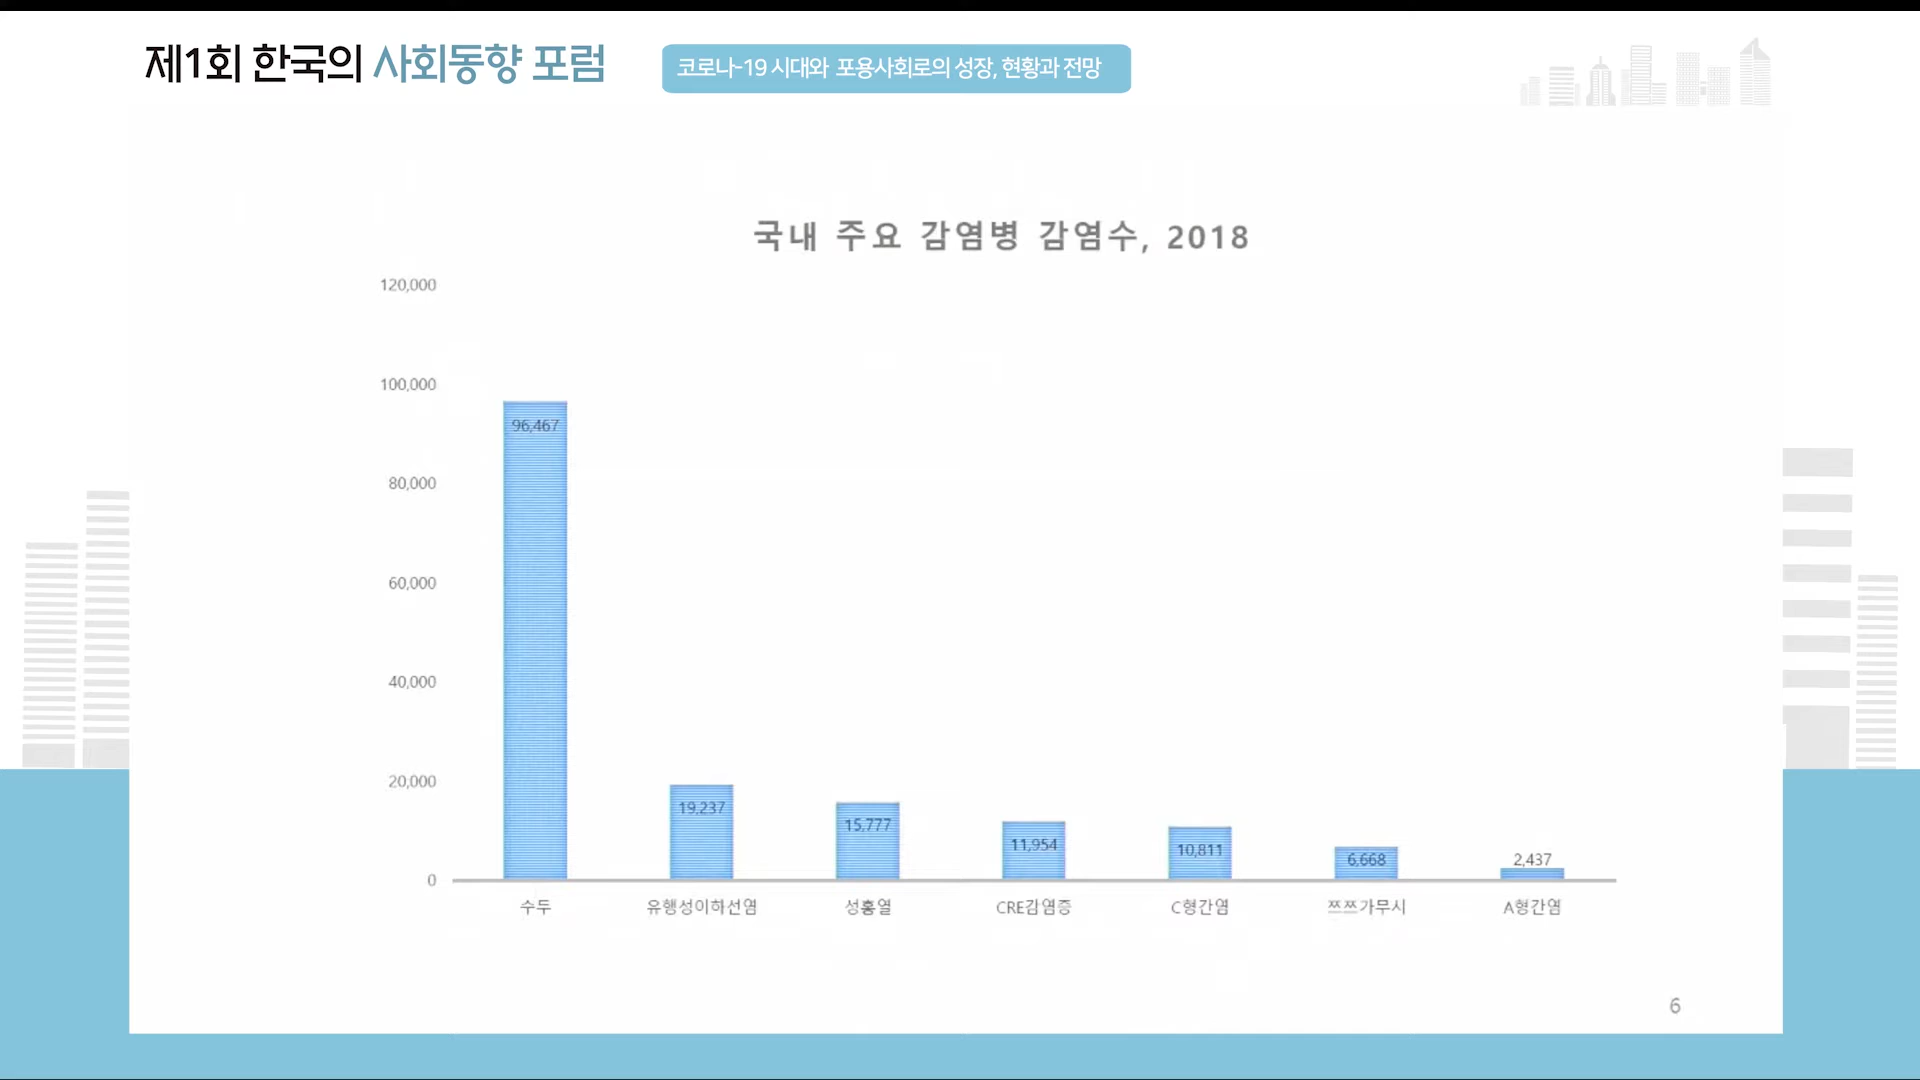 제1회 한국의 사회동향 포럼
코로나-19 시대와 포용사회로의 성장, 현황과 전망
국내 주요 감염병 감염수, 2018
120,000
100,000
80,000
60,000
40,000
20,000
0
96,467
19,237
15,777
11,954
10,811
6,668
2,437
수두
유행성이하선염
성홍열
CRE감염증
C형간염
쯔쯔가무시
A형간염
6